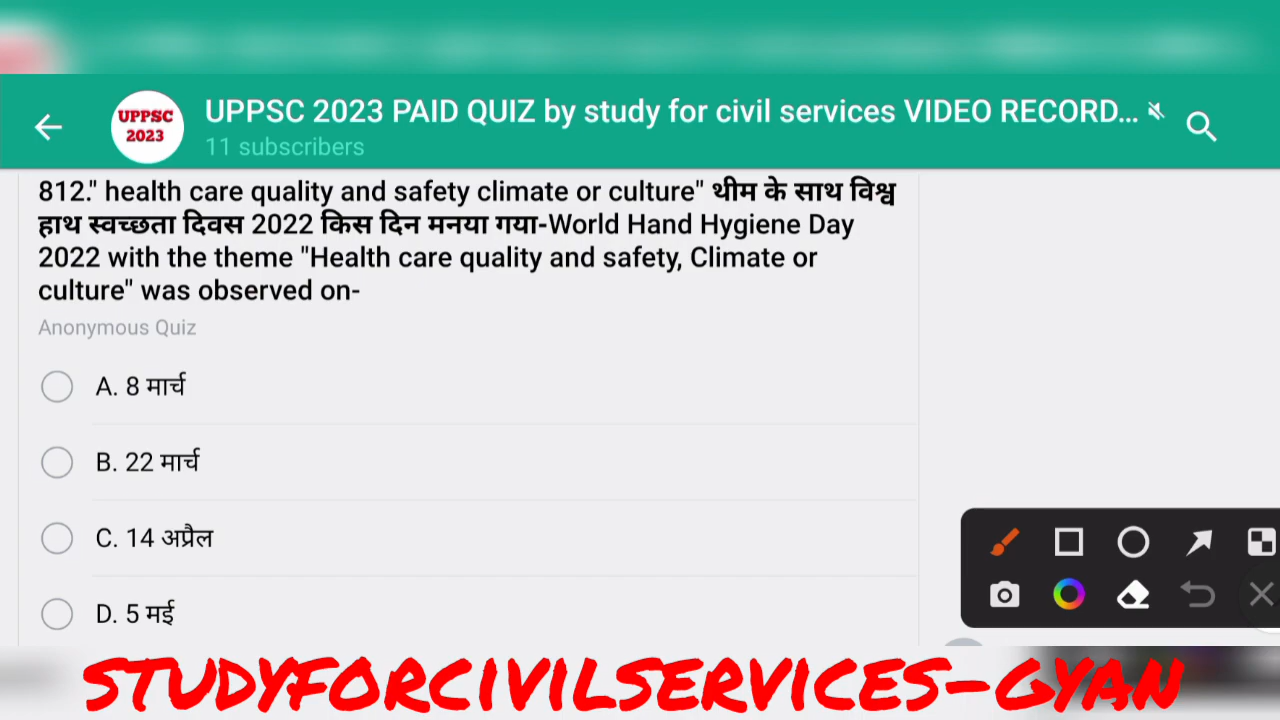 UPPSC
2023
UPPSC 2023 PAID QUIZ by study for civil services VIDEO RECORD...
11 subscribers
812." health care quality and safety climate or culture" थीम के साथ विश्व
हाथ स्वच्छता दिवस 2022 किस दिन मनया गया-World Hand Hygiene Day
2022 with the theme "Health care quality and safety, Climate or
culture" was observed on-
Anonymous Quiz
A. 8 मार्च
B. 22 मार्च
C. 14 अप्रैल
D. 5 मई
STUDYFORCIVILSERVICES-GYAN